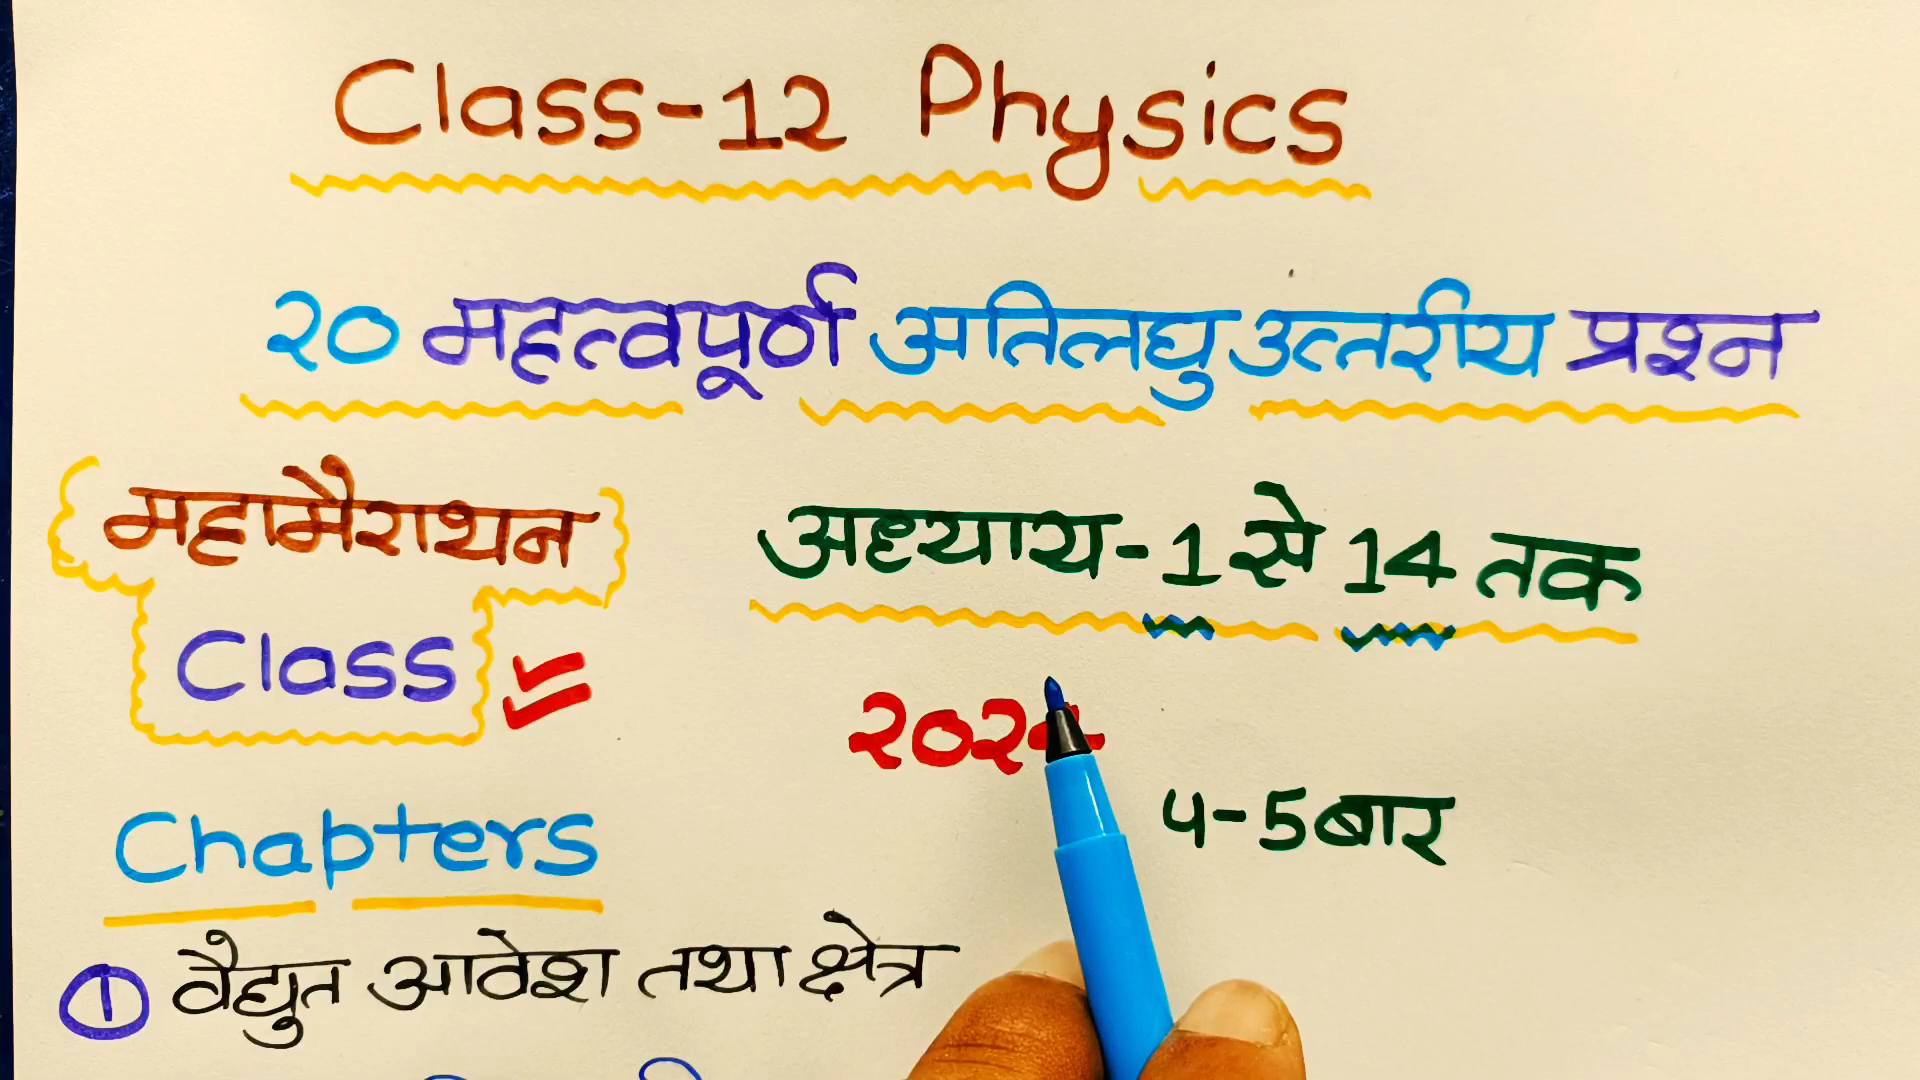 Class-12 Physics
20 महत्वपूर्ण अतिलघु उत्तरीय प्रश्न
महामैराथन
Class
अध्याय-1 से 14 तक
4-5 बार
Chapters
① वैद्युत आवेश तथा क्षेत्र